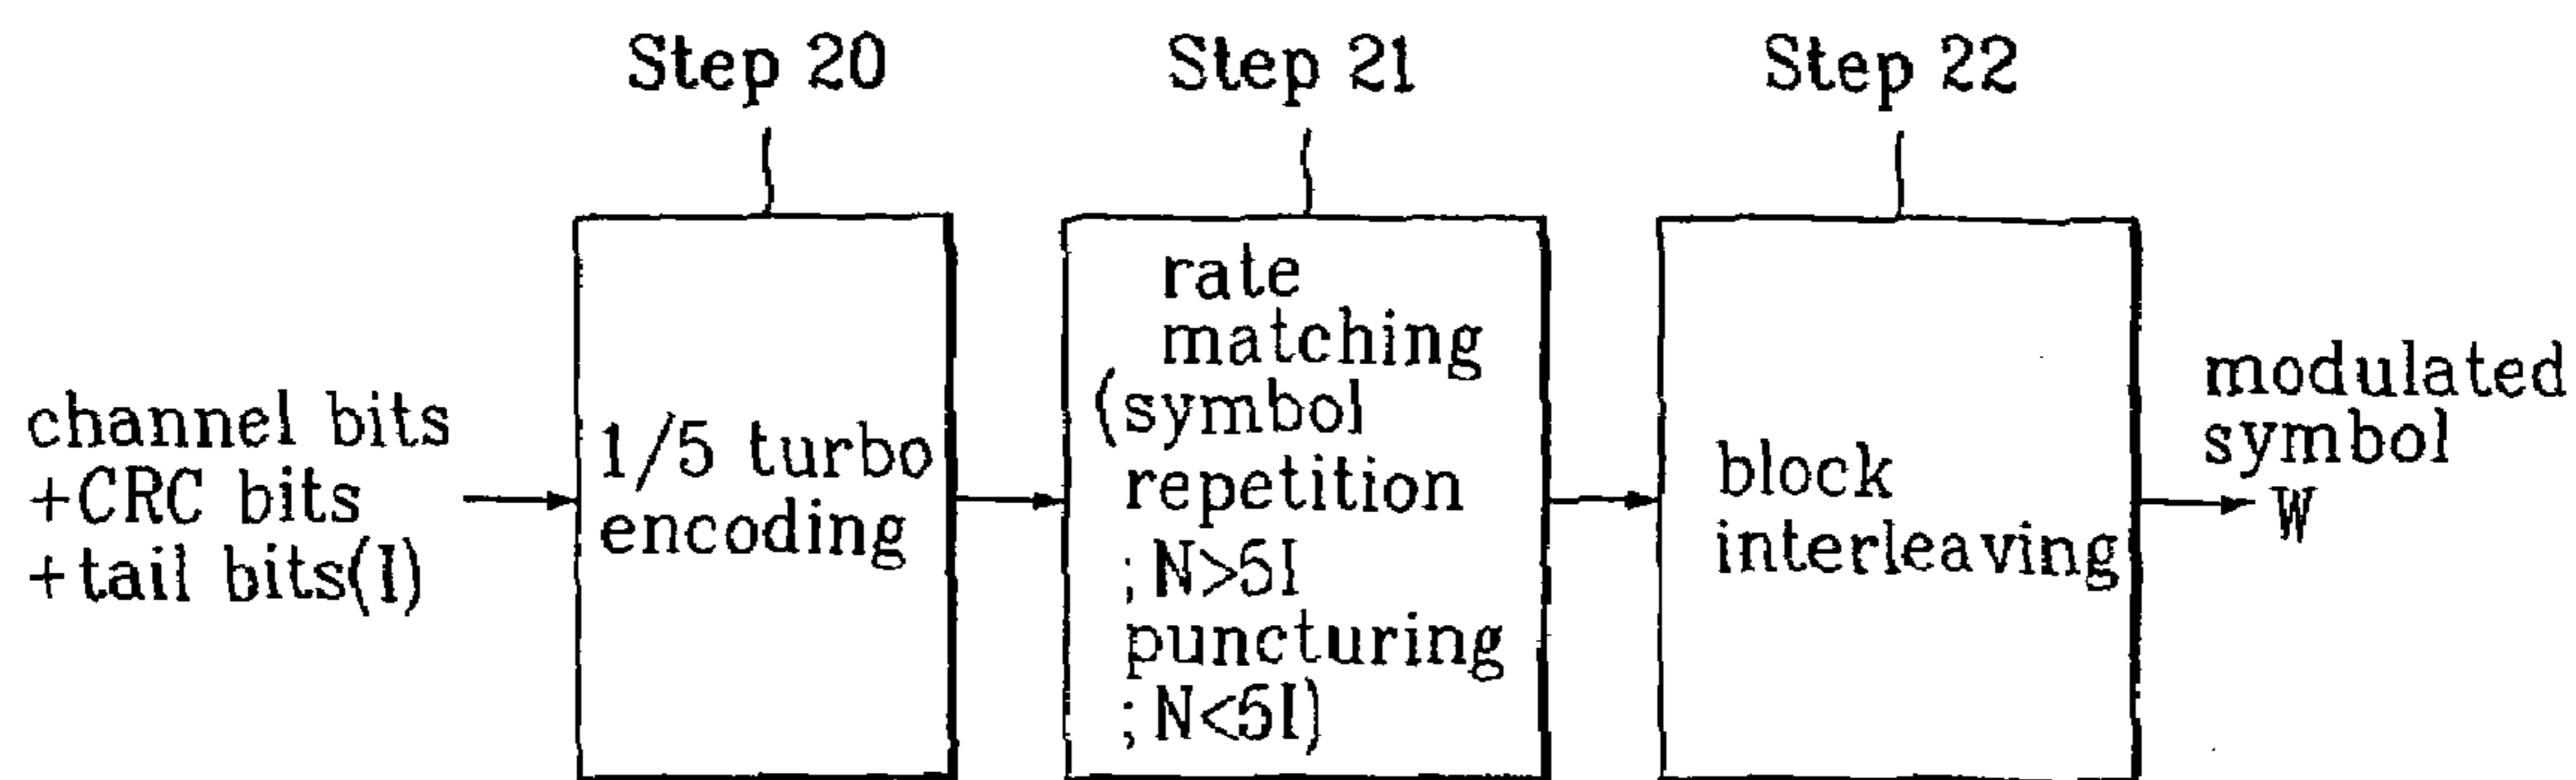 Step 20
Step 21
Step 22
channel bits
+CRC bits
+tail bits(I)
1/5 turbo
encoding
rate
matching
(symbol
repetition
;N>5I
puncturing
;N<5I)
block
interleaving
modulated
symbol
W